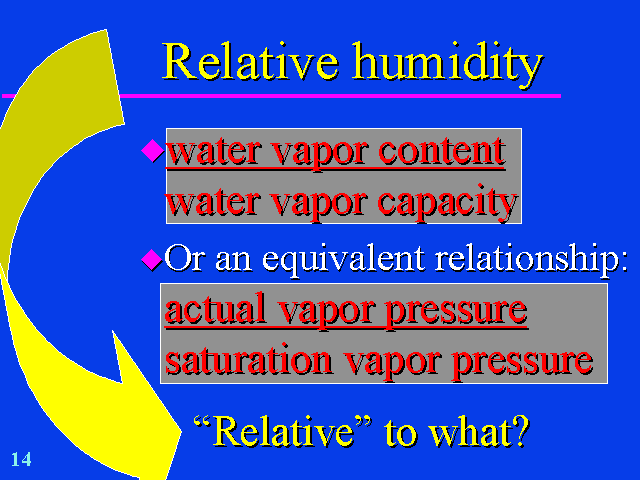 Relative humidity
water vapor content
water vapor capacity
Or an equivalent relationship:
actual vapor pressure
saturation vapor pressure
“Relative” to what?
14